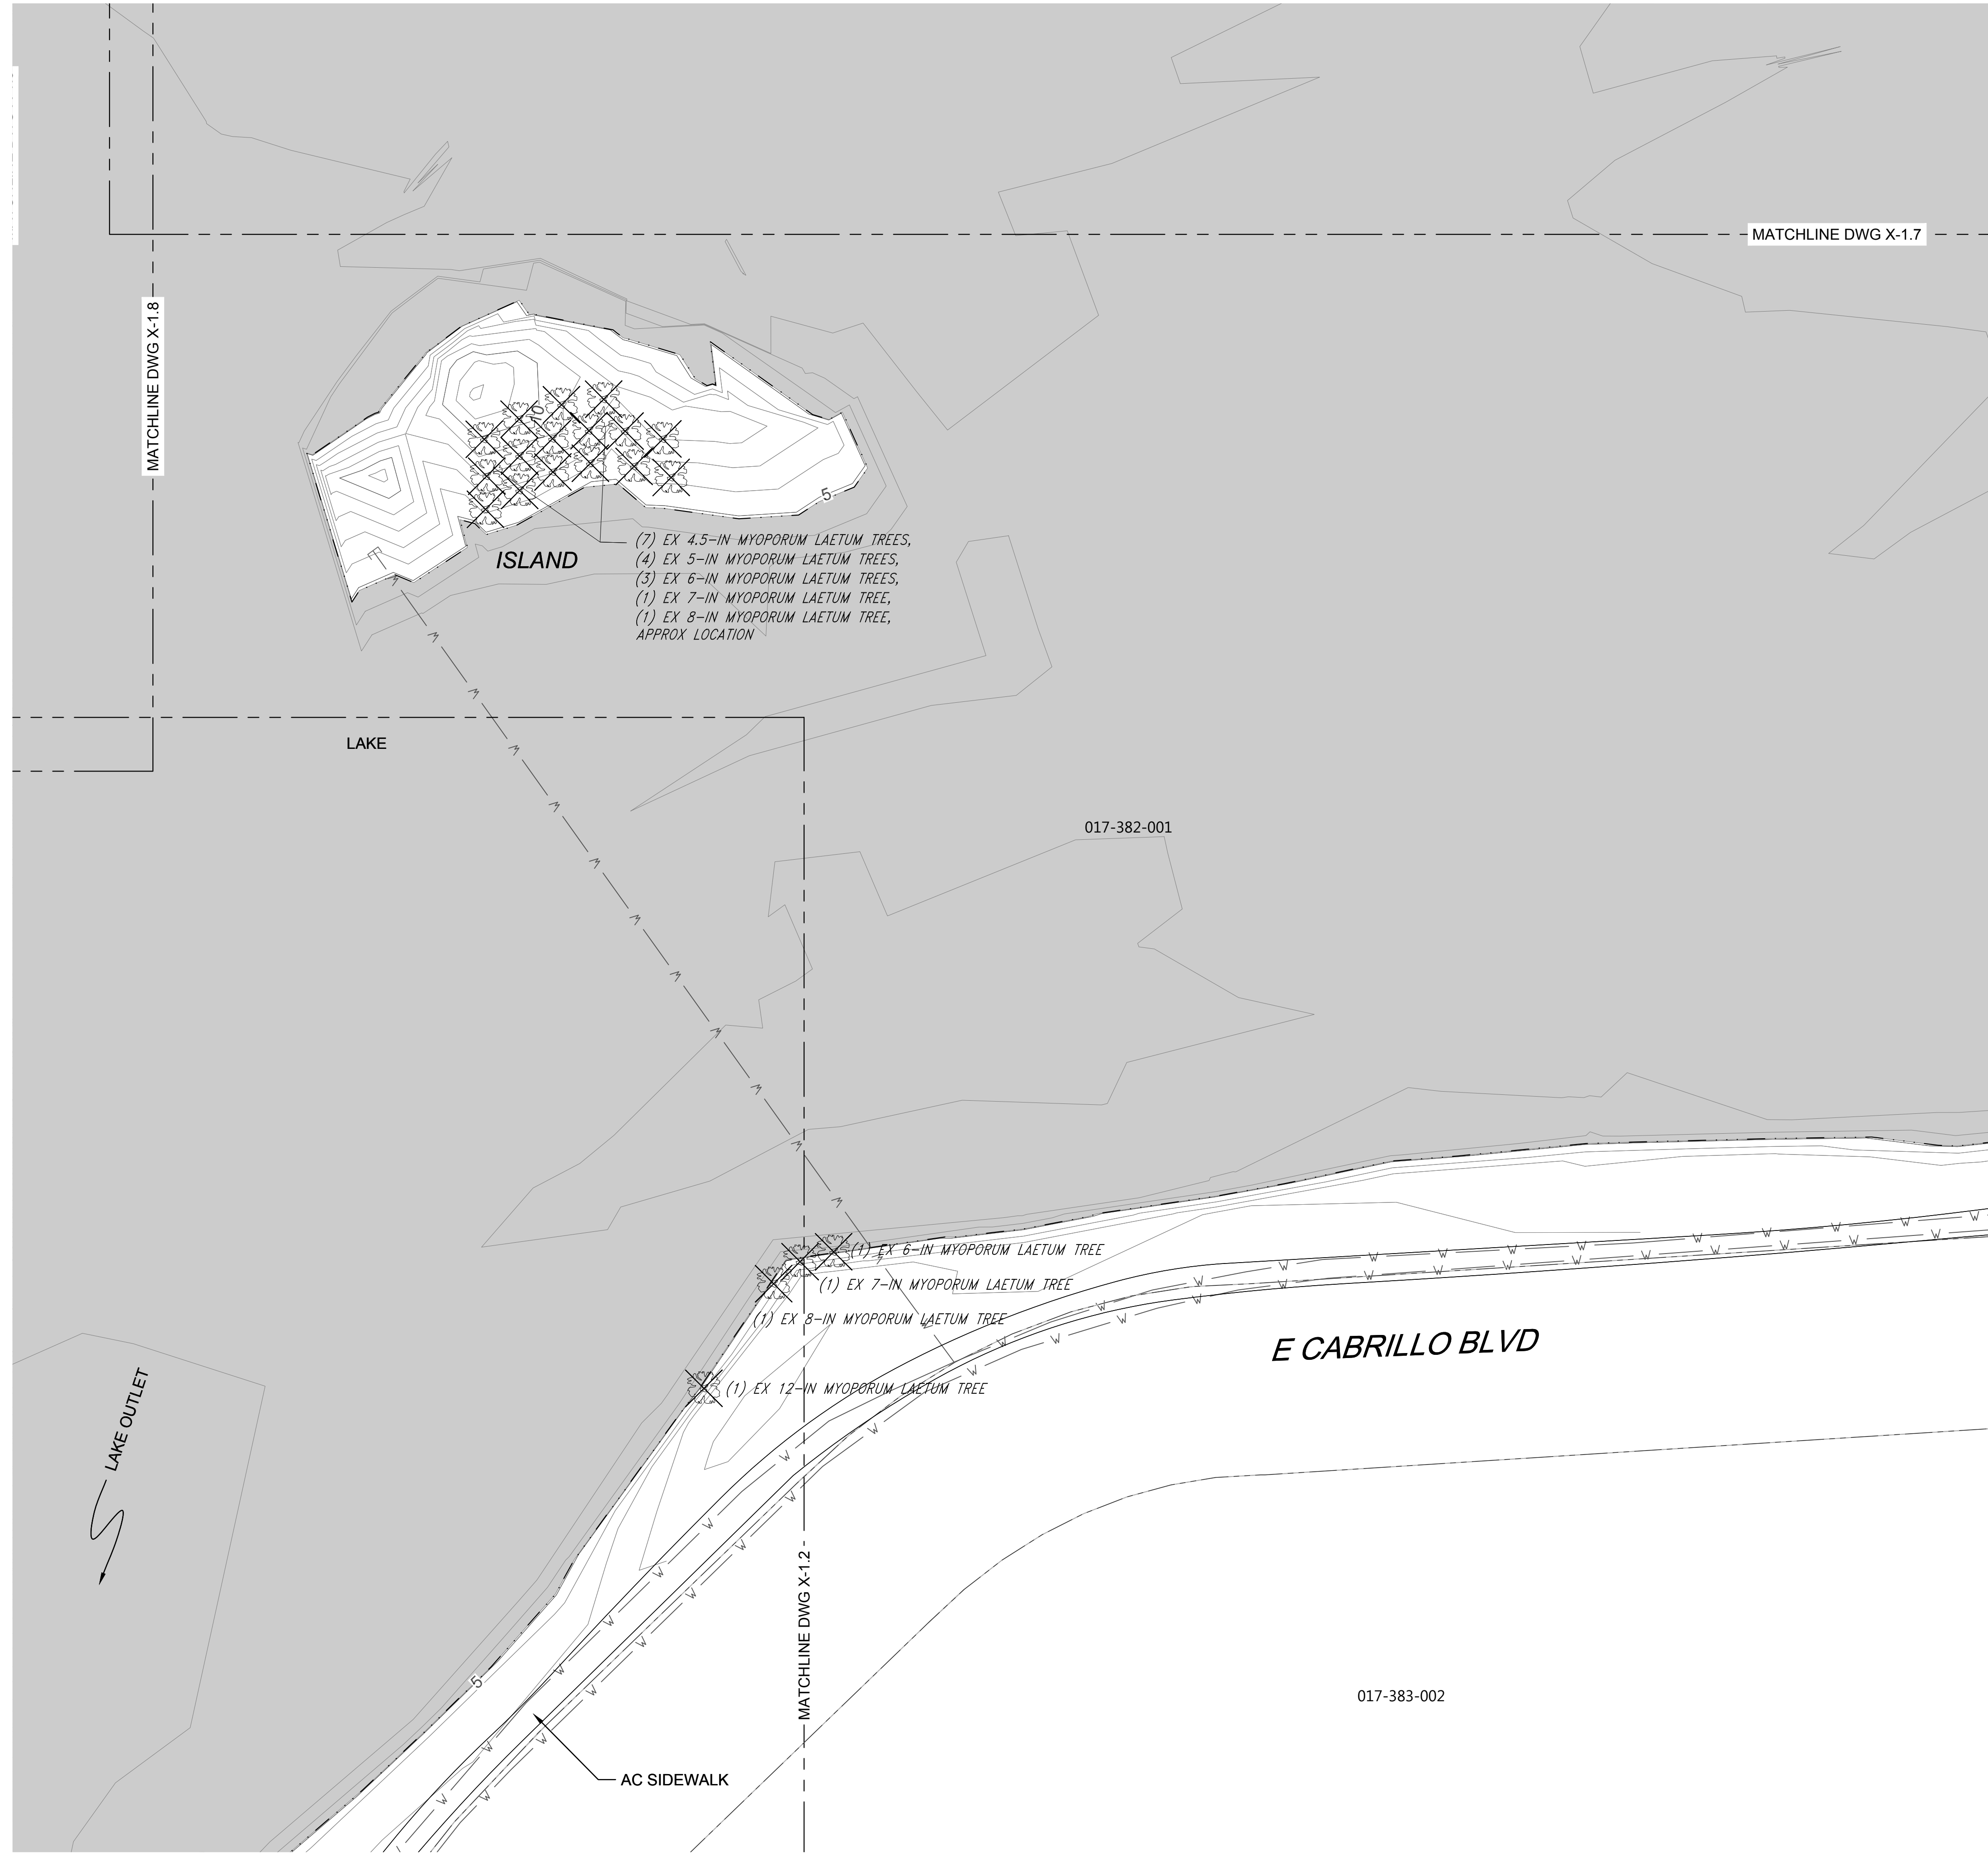 MATCHLINE DWG X-1.7
MATCHLINE DWG X-1.8
10
5
ISLAND
(7) EX 4.5-IN MYOPORUM LAETUM TREES,
(4) EX 5-IN MYOPORUM LAETUM TREES,
(3) EX 6-IN MYOPORUM LAETUM TREES,
(1) EX 7-IN MYOPORUM LAETUM TREE,
(1) EX 8-IN MYOPORUM LAETUM TREE,
APPROX LOCATION
LAKE
017-382-001
(1) EX 6-IN MYOPORUM LAETUM TREE
(1) EX 7-IN MYOPORUM LAETUM TREE
(1) EX 8-IN MYOPORUM LAETUM TREE
(1) EX 12-IN MYOPORUM LAETUM TREE
E CABRILLO BLVD
LAKE OUTLET
MATCHLINE DWG X-1.2
5
017-383-002
AC SIDEWALK